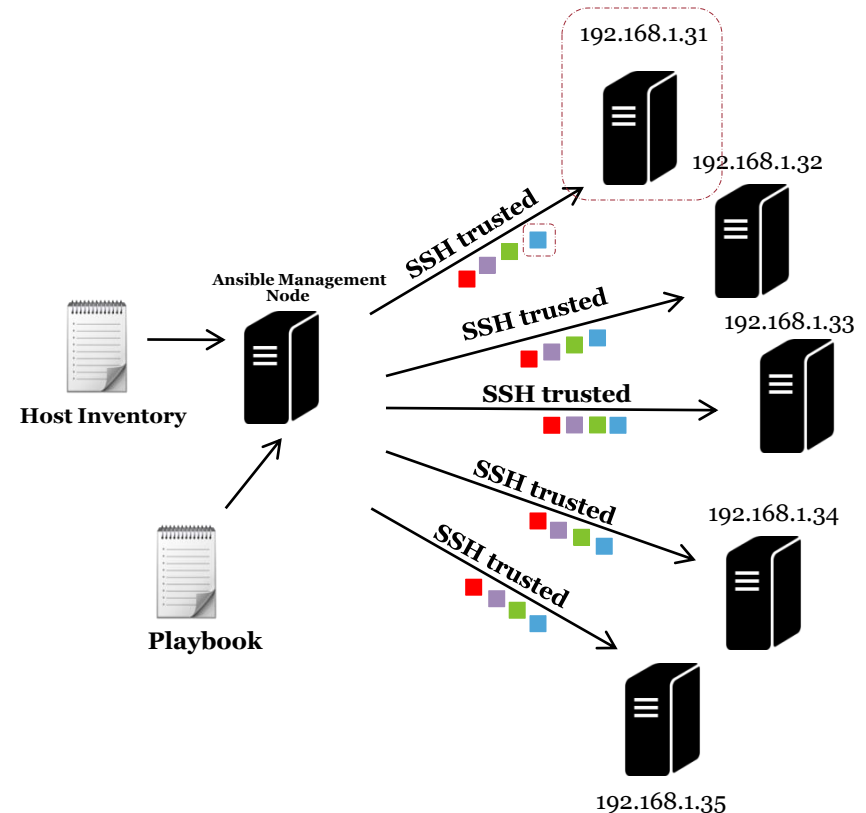 192.168.1.31
192.168.1.32
SSH trusted
Ansible Management
Node
SSH trusted
192.168.1.33
Host Inventory
SSH trusted
SSH trusted
192.168.1.34
SSH trusted
Playbook
192.168.1.35